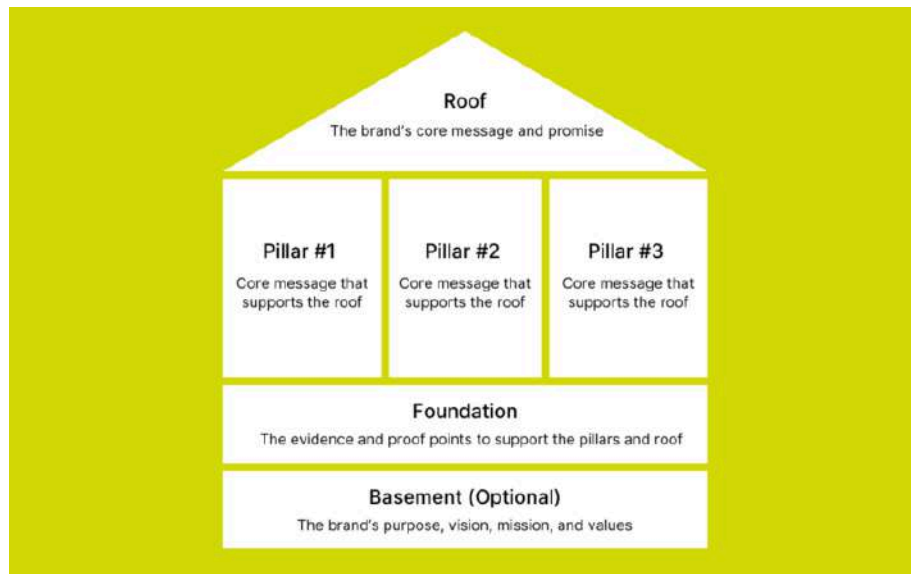 Roof
The brand's core message and promise
Pillar #1
Core message that
supports the roof
Pillar #2
Core message that
supports the roof
Pillar #3
Core message that
supports the roof
Foundation
The evidence and proof points to support the pillars and roof
Basement (Optional)
The brand's purpose, vision, mission, and values